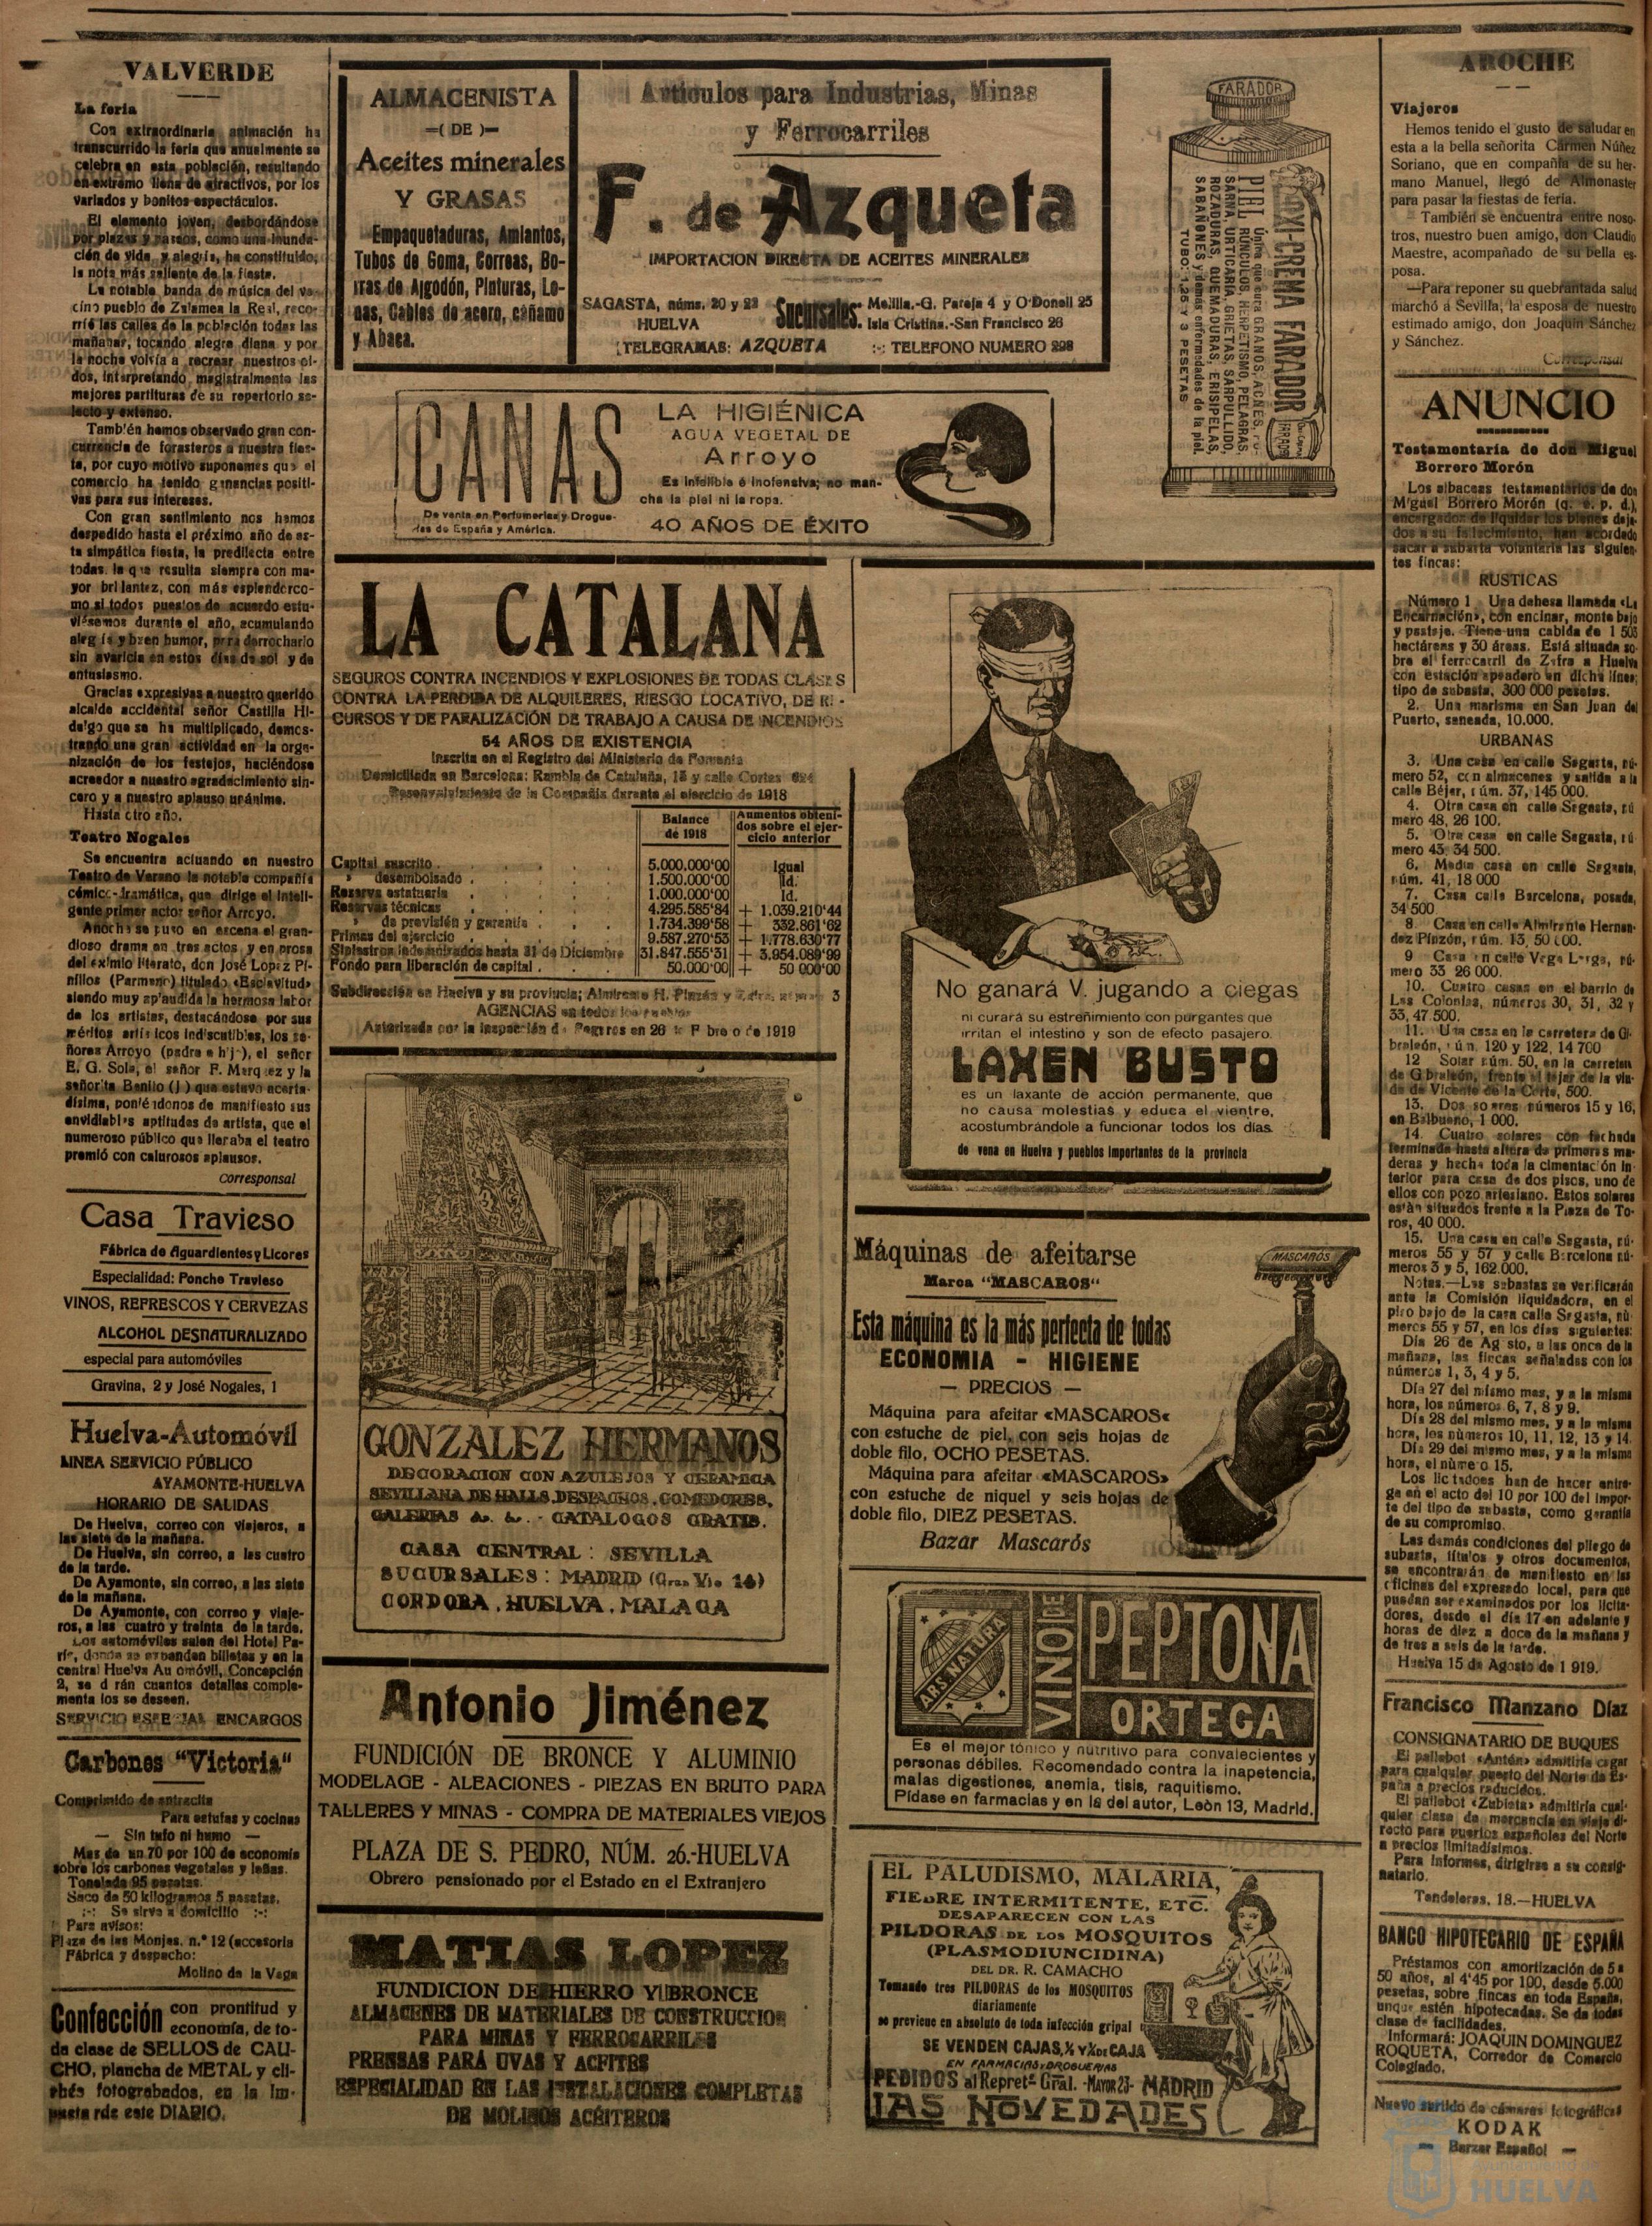 VALVERDE
La feria
Con extraordinaria animación ha
transcurrido la feria que anualmente se
celebra en esta población, resultando
en extremo llena de atractivos, por los
variados y bonitos espectáculos.
El elemento joven, desbordándose
por plazas y paseos, como una inunda-
ción de vida y alegría, ha constituído,
la nota más saliente de la fiesta.
La notable banda de música del ve-
cino pueblo de Zalamea la Real, reco-
rrió las calles de la población todas las
mañanas, tocando alegre diana y por
la noche volvía a recrear nuestros oí-
dos, interpretando magistralmente las
mejores partituras de su repertorio se-
lecto y extenso.
También hemos observado gran con-
currencia de forasteros a nuestra fies-
ta, por cuyo motivo suponemos que el
comercio ha tenido ganancias positi-
vas para sus intereses.
Con gran sentimiento nos hemos
despedido hasta el próximo año de es-
ta simpática fiesta, la predilecta entre
todas, la que resulta siempre con ma-
yor brillantez, con más esplendor co-
mo si todos puestos de acuerdo estu-
viésemos durante el año, acumulando
alegría y buen humor, para derrocharlo
sin avaricia en estos días de sol y de
entusiasmo.
Gracias expresivas a nuestro querido
alcalde accidental señor Castilla Hi-
dalgo que se ha multiplicado, demos-
trando una gran actividad en la orga-
nización de los festejos, haciéndose
acreedor a nuestro agradecimiento sin-
cero y a nuestro aplauso unánime.
Hasta otro año.
Teatro Nogales
Se encuentra actuando en nuestro
Teatro de Verano la notable compañía
cómico-dramática, que dirige el inteli-
gente primer actor señor Arroyo.
Anoche se puso en escena el gran-
dioso drama en tres actos y en prosa
del eximio literato, don José Lopez Pi-
nillos (Parmeno) titulado «Esclavitud»
siendo muy aplaudida la hermosa labor
de los artistas, destacándose por sus
méritos artísticos indiscutibles, los se-
ñores Arroyo (padre e hijo), el señor
E. G. Sola, el señor F. Marquez y la
señorita Benito (J) que estuvo acerta-
dísima, poniéndonos de manifiesto sus
envidiables aptitudes de artista, que el
numeroso público que llenaba el teatro
premió con calurosos aplausos.
Corresponsal
Casa Travieso
Fábrica de Aguardientes y Licores
Especialidad: Ponche Travieso
VINOS, REFRESCOS Y CERVEZAS
ALCOHOL DESNATURALIZADO
especial para automóviles
Gravina, 2 y José Nogales, 1
Huelva-Automóvil
LINEA SERVICIO PÚBLICO
AYAMONTE-HUELVA
HORARIO DE SALIDAS
De Huelva, correo con viajeros, a
las siete de la mañana.
De Huelva, sin correo, a las cuatro
de la tarde.
De Ayamonte, sin correo, a las siete
de la mañana.
De Ayamonte, con correo y viaje-
ros, a las cuatro y treinta de la tarde.
Los automóviles salen del Hotel Pa-
rís, donde se expenden billetes y en la
central Huelva Automóvil, Concepción
2, se darán cuantos detalles comple-
mentarios se deseen.
SERVICIO ESPECIAL ENCARGOS
Carbones "Victoria"
Comprimido de antracita
Para estufas y cocinas
— Sin tufo ni humo —
Mas de un 70 por 100 de economía
sobre los carbones vegetales y leñas.
Tonelada 95 pesetas.
Saco de 50 kilogramos 5 pesetas.
:-: Se sirve a domicilio :-:
Para avisos:
Plaza de las Monjas, n.º 12 (accesoria
Fábrica y despacho:
Molino de la Vega
Confección con prontitud y
economía, de to-
da clase de SELLOS de CAU-
CHO, plancha de METAL y cli-
chés fotograbados, en la Im-
prenta de este DIARIO.
ALMACENISTA
=( DE )=
Aceites minerales
Y GRASAS
Empaquetaduras, Amiantos,
Tubos de Goma, Correas, Bo-
rras de Algodón, Pinturas, Lo-
nas, Cables de acero, cáñamo
y Abaca.
Artículos para Industrias, Minas
y Ferrocarriles
F. de Azqueta
IMPORTACION DIRECTA DE ACEITES MINERALES
SAGASTA, núms. 20 y 22
HUELVA
Sucursales: Melilla.-G. Pareja 4 y O'Donell 25
Isla Cristina.-San Francisco 26
TELEGRAMAS: AZQUETA :-: TELEFONO NUMERO 298
FARADOR
FLOXI-CREMA FARADOR
PIEL Única que cura GRANOS, ACNES, FO-
RÚNCULOS, HERPETISMO, PELAGRAS,
SARNA, URTICARIA, GRIETAS, SARPULLIDO,
ROZADURAS, QUEMADURAS, ERISIPELAS,
SABAÑONES y demás enfermedades de la piel.
TUBO: 1,25 Y 3 PESETAS
CANAS
LA HIGIÉNICA
AGUA VEGETAL DE
Arroyo
Es infalible é inofensiva; no man-
cha la piel ni la ropa.
De venta en Perfumerías y Drogue-
rías de España y América.
40 AÑOS DE ÉXITO
LA CATALANA
SEGUROS CONTRA INCENDIOS Y EXPLOSIONES DE TODAS CLASES
CONTRA LA PERDIDA DE ALQUILERES, RIESGO LOCATIVO, DE RE-
CURSOS Y DE PARALIZACIÓN DE TRABAJO A CAUSA DE INCENDIOS
54 AÑOS DE EXISTENCIA
Inscrita en el Registro del Ministerio de Fomento
Domiciliada en Barcelona: Rambla de Cataluña, 15 y calle Cortes 624
Desenvolvimiento de la Compañía durante el ejercicio de 1918
Balance de 1918 | Aumentos obteni-dos sobre el ejer-cicio anterior
Capital suscrito . 5.000.000'00 Igual
» desembolsado . 1.500.000'00 Id.
Reserva estatuaria 1.000.000'00 Id.
Reservas técnicas 4.295.585'84 + 1.039.210'44
» de previsión y garantía . 1.734.399'58 + 332.861'62
Primas del ejercicio . 9.587.270'53 + 1.778.630'77
Siniestros indemnizados hasta 31 de Diciembre 31.847.555'31 + 3.954.089'99
Fondo para liberación de capital . 50.000'00 + 50 000'00
Subdirección en Huelva y su provincia; Almirante H. Pinzón y Zafra, número 3
AGENCIAS en todos los pueblos
Autorizada por la Inspección de Seguros en 26 de Febrero de 1919
GONZALEZ HERMANOS
DECORACION CON AZULEJOS Y CERAMICA
SEVILLANA DE HALLS, DESPACHOS, COMEDORES,
GALERIAS &. &. - CATALOGOS GRATIS.
CASA CENTRAL: SEVILLA
SUCURSALES: MADRID (Gran Vía 14)
CORDOBA, HUELVA, MALAGA
Antonio Jiménez
FUNDICIÓN DE BRONCE Y ALUMINIO
MODELAGE - ALEACIONES - PIEZAS EN BRUTO PARA
TALLERES Y MINAS - COMPRA DE MATERIALES VIEJOS
PLAZA DE S. PEDRO, NÚM. 26.-HUELVA
Obrero pensionado por el Estado en el Extranjero
MATIAS LOPEZ
FUNDICION DE HIERRO Y BRONCE
ALMACENES DE MATERIALES DE CONSTRUCCION
PARA MINAS Y FERROCARRILES
PRENSAS PARA UVAS Y ACEITES
ESPECIALIDAD EN LAS INSTALACIONES COMPLETAS
DE MOLINOS ACEITEROS
No ganará V. jugando a ciegas
ni curará su estreñimiento con purgantes que
irritan el intestino y son de efecto pasajero.
LAXEN BUSTO
es un laxante de acción permanente, que
no causa molestias y educa el vientre,
acostumbrándole a funcionar todos los días.
de vena en Huelva y pueblos importantes de la provincia
Máquinas de afeitarse
Marca "MASCAROS"
MASCARÓS
Esta máquina es la más perfecta de todas
ECONOMIA - HIGIENE
— PRECIOS —
Máquina para afeitar «MASCAROS«
con estuche de piel, con seis hojas de
doble filo, OCHO PESETAS.
Máquina para afeitar «MASCAROS»
con estuche de niquel y seis hojas de
doble filo, DIEZ PESETAS.
Bazar Mascarós
ARS NATURA
VINO DE
PEPTONA
ORTEGA
Es el mejor tónico y nutritivo para convalecientes y
personas débiles. Recomendado contra la inapetencia,
malas digestiones, anemia, tisis, raquitismo.
Pídase en farmacias y en la del autor, Leòn 13, Madrid.
EL PALUDISMO, MALARIA,
FIEBRE INTERMITENTE, ETC.
DESAPARECEN CON LAS
PILDORAS DE LOS MOSQUITOS
(PLASMODIUNCIDINA)
DEL DR. R. CAMACHO
Tomando tres PILDORAS de los MOSQUITOS
diariamente
se previene en absoluto de toda infección gripal
SE VENDEN CAJAS, ½ y ¼ DE CAJA
EN FARMACIAS y DROGUERIAS
PEDIDOS al Represte. Gral. -MAYOR 23- MADRID
LAS NOVEDADES
AROCHE
Viajeros
Hemos tenido el gusto de saludar en
esta a la bella señorita Cármen Núñez
Soriano, que en compañía de su her-
mano Manuel, llegó de Almonaster
para pasar la fiestas de feria.
—También se encuentra entre noso-
tros, nuestro buen amigo, don Claudio
Maestre, acompañado de su bella es-
posa.
—Para reponer su quebrantada salud
marchó a Sevilla, la esposa de nuestro
estimado amigo, don Joaquín Sánchez
y Sánchez.
Corresponsal
ANUNCIO
Testamentaría de don Miguel
Borrero Morón
Los albaceas testamentarios de don
Miguel Borrero Morón (q. e. p. d.),
encargados de liquidar los bienes deja-
dos a su fallecimiento, han acordado
sacar a subasta voluntaria las siguien-
tes fincas:
RUSTICAS
Número 1 Una dehesa llamada «La
Encarnación», con encinar, monte bajo
y pastaje. Tiene una cabida de 1 503
hectáreas y 30 áreas. Está situada so-
bre el ferrocarril de Zafra a Huelva
con estación apeadero en dicha línea;
tipo de subasta, 300 000 pesetas.
2. Una marisma en San Juan del
Puerto, saneada, 10.000.
URBANAS
3. Una casa en calle Sagasta, nú-
mero 52, con almacenes y salida a la
calle Béjar, núm. 37, 145 000.
4. Otra casa en calle Sagasta, nú
mero 48, 26 100.
5. Otra casa en calle Sagasta, nú-
mero 43, 34 500.
6. Media casa en calle Sagasta,
núm. 41, 18 000
7. Casa calle Barcelona, posada,
34 500
8 Casa en calle Almirante Hernan-
dez Pinzón, núm. 13, 50 000.
9 Casa en calle Vega Larga, nú-
mero 33 26 000.
10. Cuatro casas en el barrio de
Las Colonias, números 30, 31, 32 y
33, 47.500.
11. Una casa en la carretera de Gi-
braleón, núm. 120 y 122, 14 700
12 Solar núm. 50, en la carretera
de Gibraleón, frente al tejar de la viu-
da de Vicente de la Corte, 500.
13. Dos solares números 15 y 16,
en Balbueno, 1 000.
14. Cuatro solares con fachada
terminada hasta altura de primeras ma-
deras y hecha toda la cimentación in-
terior para casa de dos pisos, uno de
ellos con pozo artesiano. Estos solares
están situados frente a la Plaza de To-
ros, 40 000.
15. Una casa en calle Sagasta, nú-
meros 55 y 57 y calle Barcelona nú-
meros 3 y 5, 162.000.
Notas.—Las subastas se verificarán
ante la Comisión liquidadora, en el
piso bajo de la casa calle Sagasta, nú-
meros 55 y 57, en los días siguientes:
Día 26 de Agosto, a las once de la
mañana, las fincas señaladas con los
números 1, 3, 4 y 5.
Día 27 del mismo mes, y a la misma
hora, los números 6, 7, 8 y 9.
Día 28 del mismo mes, y a la misma
hora, los números 10, 11, 12, 13 y 14.
Día 29 del mismo mes, y a la misma
hora, el número 15.
Los licitadores han de hacer entre-
ga en el acto del 10 por 100 del impor-
te del tipo de subasta, como garantía
de su compromiso.
Las demás condiciones del pliego de
subasta, títulos y otros documentos,
se encontrarán de manifiesto en las
oficinas del expresado local, para que
puedan ser examinados por los licita-
dores, desde el día 17 en adelante y
horas de diez a doce de la mañana y
de tres a seis de la tarde.
Huelva 15 de Agosto de 1 919.
Francisco Manzano Díaz
CONSIGNATARIO DE BUQUES
El pailebot «Antón» admitiría cagar
para cualquier puerto del Norte de Es-
paña a precios reducidos.
El pailebot «Zubieta» admitiría cual-
quier clase de mercancía en viaje di-
recto para puertos españoles del Norte
a precios limitadísimos.
Para informes, dirigirse a su consig-
natario.
Tendaleras, 18.—HUELVA
BANCO HIPOTECARIO DE ESPAÑA
Préstamos con amortización de 5 a
50 años, al 4'45 por 100, desde 5.000
pesetas, sobre fincas en toda España,
unque estén hipotecadas. Se da todas
clase de facilidades.
Informará: JOAQUIN DOMINGUEZ
ROQUETA, Corredor de Comercio
Colegiado.
Nuevo surtido de cámaras fotográficas
KODAK
— Barzar Español —
Ayuntamiento de
HUELVA